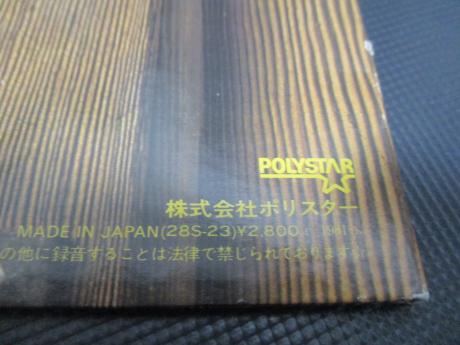 POLYSTAR
株式会社ポリスター
MADE IN JAPAN(28S-23)¥2,800
の他に録音することは法律で禁じられております